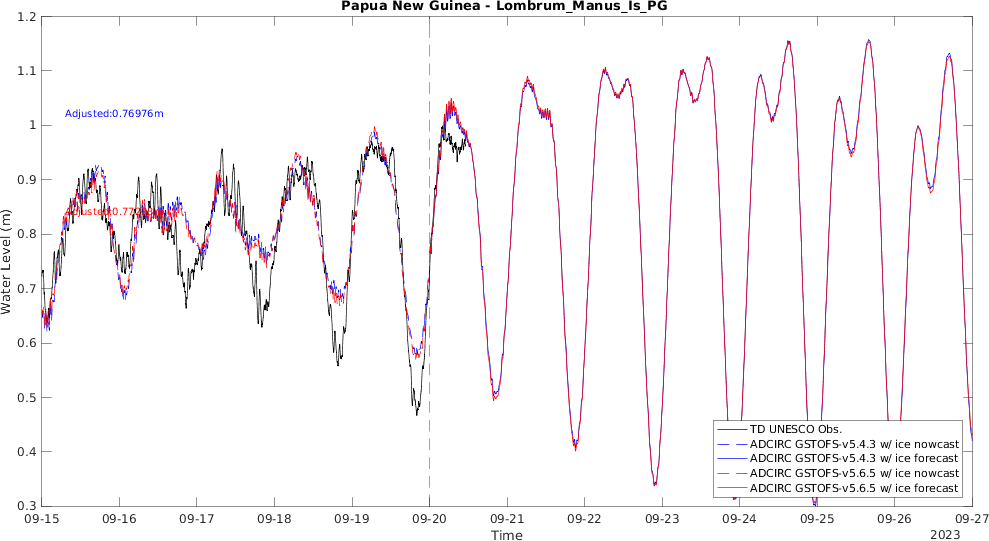 Papua New Guinea - Lombrum_Manus_Is_PG
1.2
1.1
1
0.9
0.8
0.7
0.6
0.5
0.4
0.3
Water Level (m)
Adjusted:0.76976m
TD UNESCO Obs.
ADCIRC GSTOFS-v5.4.3 w/ ice nowcast
ADCIRC GSTOFS-v5.4.3 w/ ice forecast
ADCIRC GSTOFS-v5.6.5 w/ ice nowcast
ADCIRC GSTOFS-v5.6.5 w/ ice forecast
09-15 09-16 09-17 09-18 09-19 09-20 09-21 09-22 09-23 09-24 09-25 09-26 09-27
Time
2023